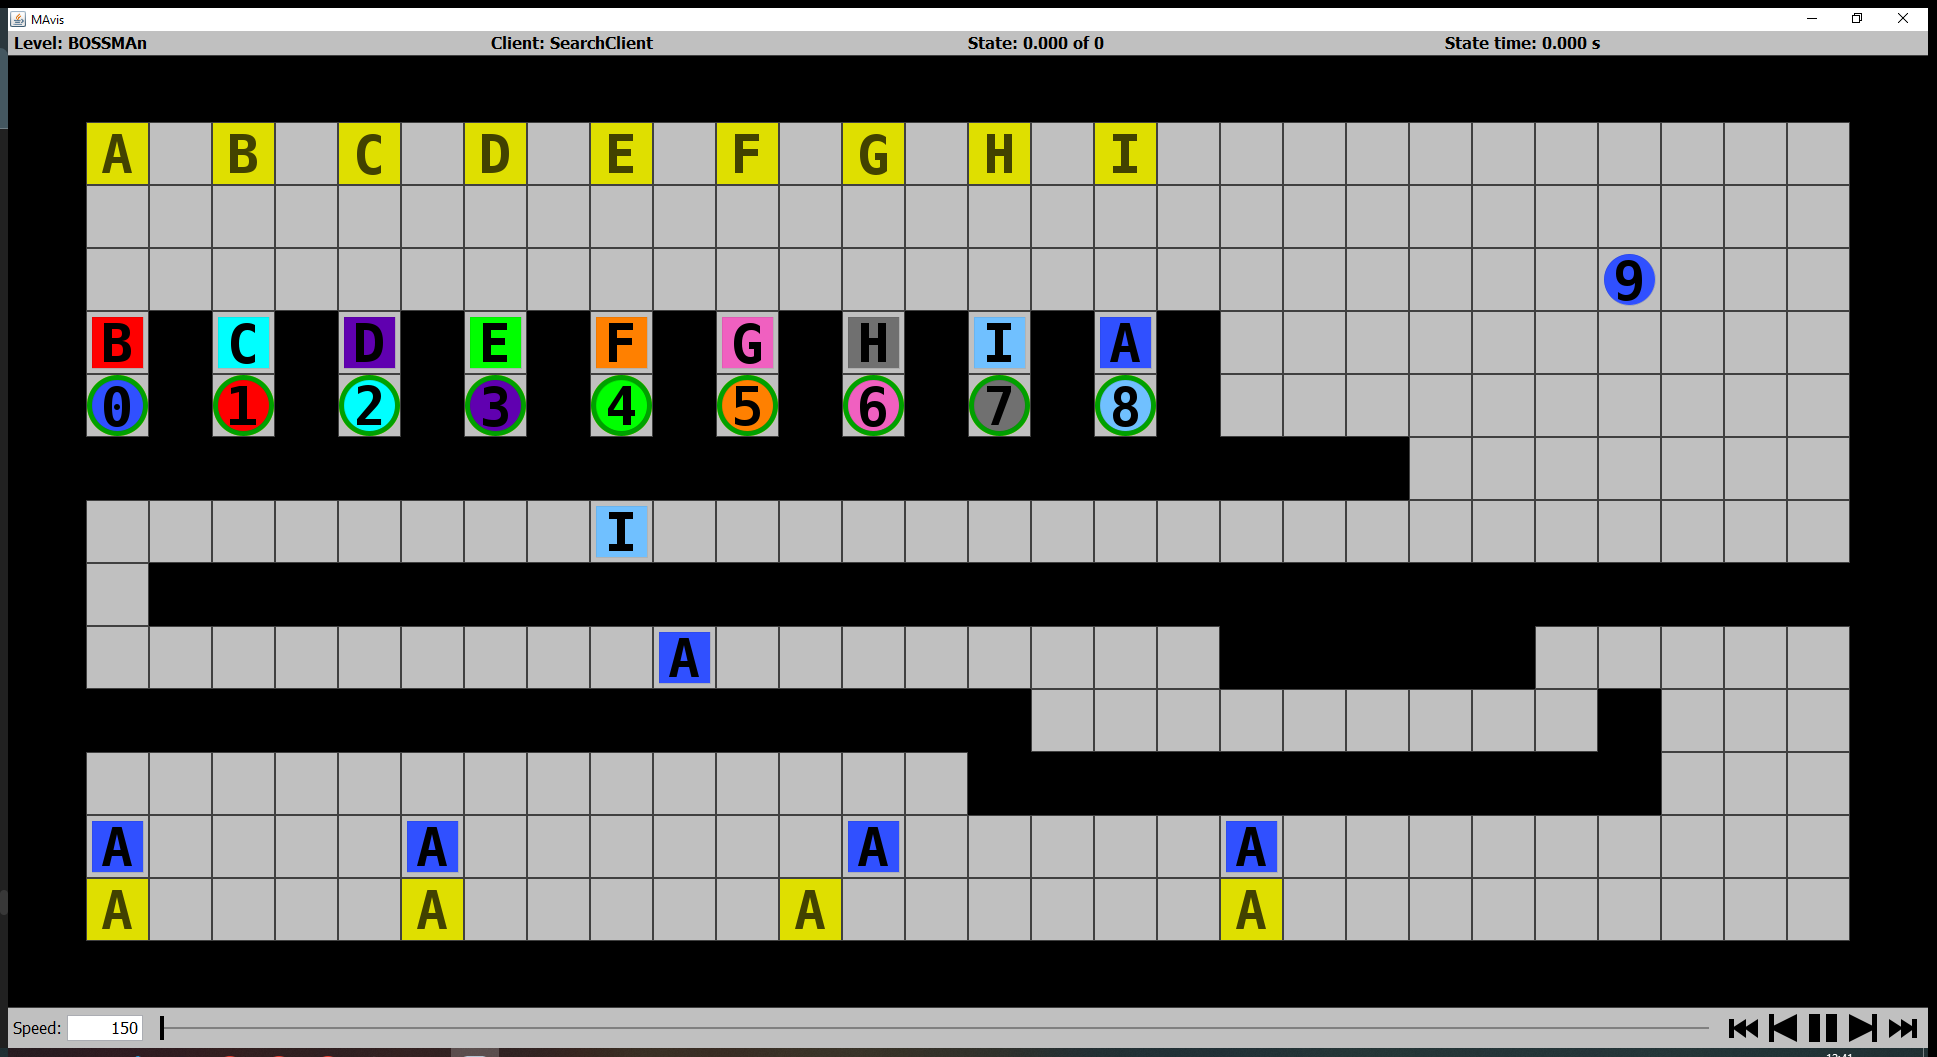 MAvis
Level: BOSSMAn Client: SearchClient State: 0.000 of 0 State time: 0.000 s
A B C D E F G H I
9
B C D E F G H I A
0 1 2 3 4 5 6 7 8
I
A
A A A A
A A A A
Speed: 150